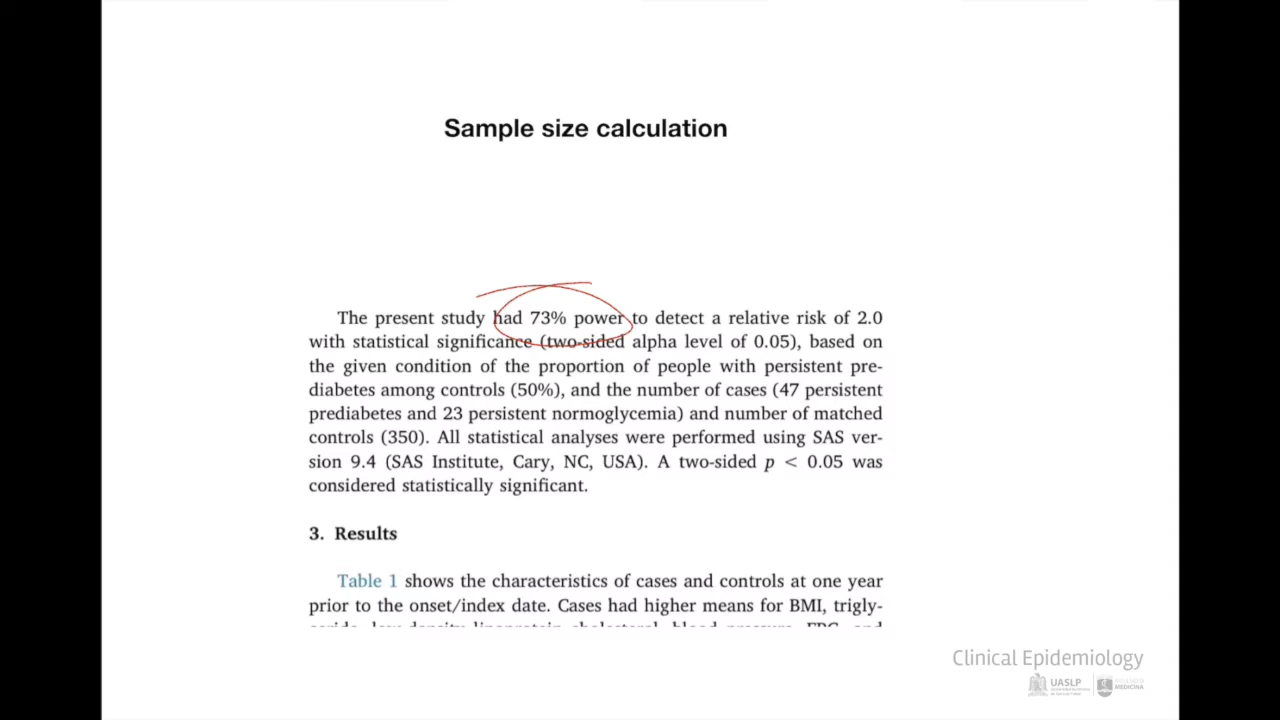 Sample size calculation
The present study had 73% power to detect a relative risk of 2.0
with statistical significance (two-sided alpha level of 0.05), based on
the given condition of the proportion of people with persistent pre-
diabetes among controls (50%), and the number of cases (47 persistent
prediabetes and 23 persistent normoglycemia) and number of matched
controls (350). All statistical analyses were performed using SAS ver-
sion 9.4 (SAS Institute, Cary, NC, USA). A two-sided p < 0.05 was
considered statistically significant.
3. Results
Table 1 shows the characteristics of cases and controls at one year
prior to the onset/index date. Cases had higher means for BMI, trigly-
Clinical Epidemiology
UASLP
MEDICINA